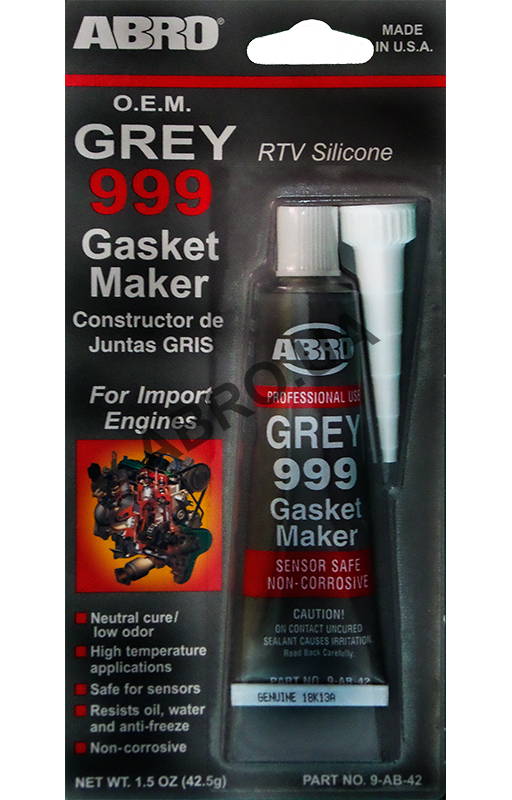 ABRO®
MADE
IN U.S.A.
O.E.M.
GREY
999
RTV Silicone
Gasket
Maker
Constructor de
Juntas GRIS
For Import
Engines
Neutral cure/
low odor
High temperature
applications
Safe for sensors
Resists oil, water
and anti-freeze
Non-corrosive
NET WT. 1.5 OZ (42.5g)
PART NO. 9-AB-42
ABRO
PROFESSIONAL USE
GREY
999
Gasket
Maker
SENSOR SAFE
NON-CORROSIVE
CAUTION!
ON CONTACT UNCURED
SEALANT CAUSES IRRITATION.
Read Back Carefully.
PART NO. 9-AB-42
GENUINE 18K13A
ABRO.UA